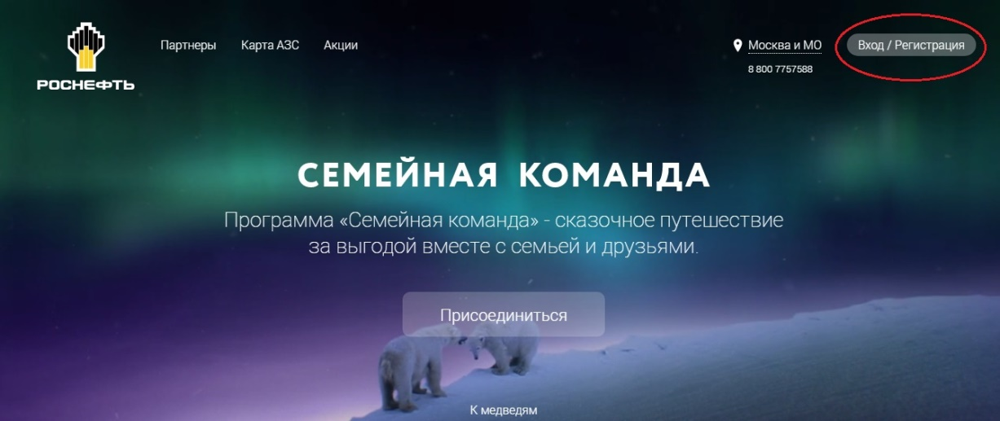 Партнеры Карта АЗС Акции Москва и МО Вход / Регистрация
8 800 7757588
РОСНЕФТЬ
СЕМЕЙНАЯ КОМАНДА
Программа «Семейная команда» - сказочное путешествие
за выгодой вместе с семьей и друзьями.
Присоединиться
К медведям